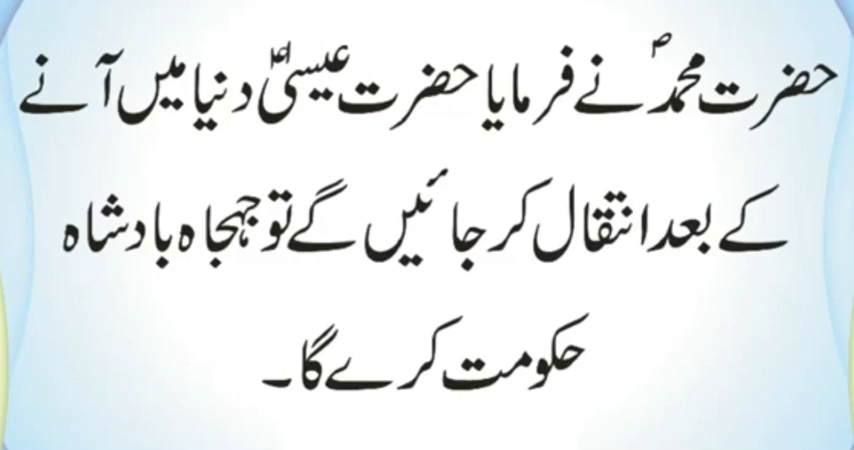 حضرت محمدؐ نے فرمایا حضرت عیسیٰؑ دنیا میں آنے
کے بعد انتقال کر جائیں گے تو جہجاہ بادشاہ
حکومت کرے گا۔